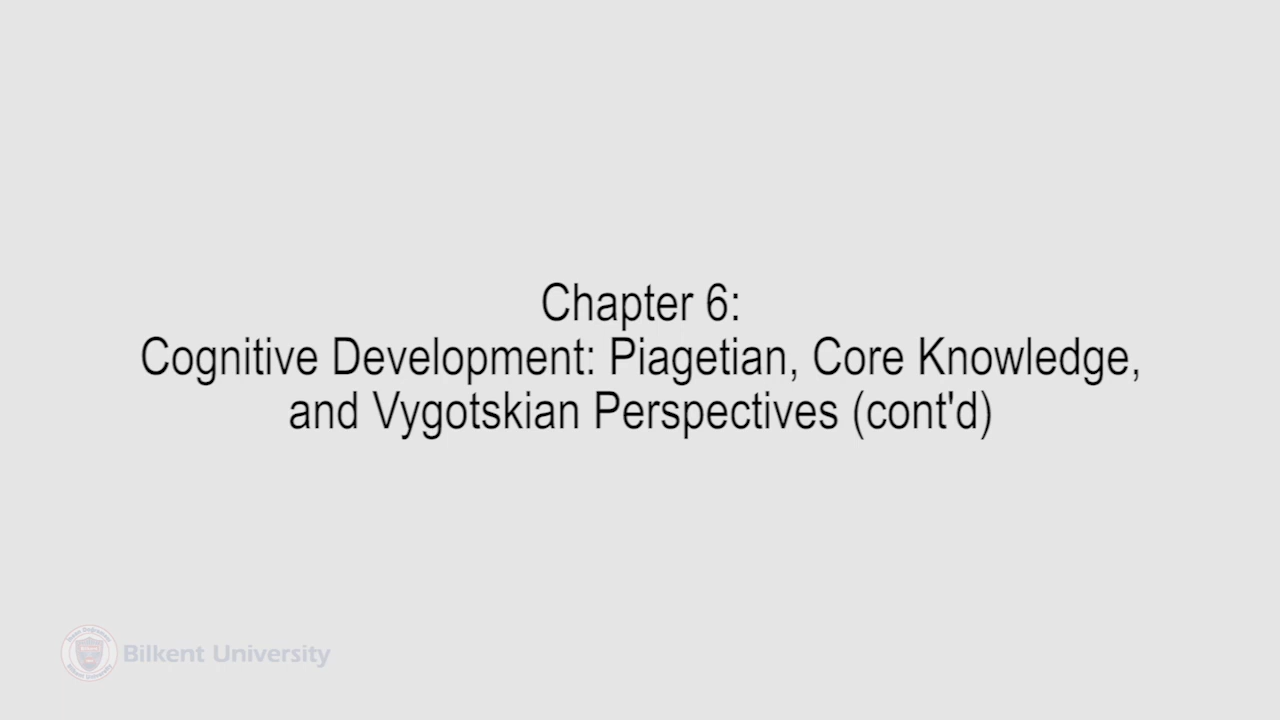 Chapter 6:
Cognitive Development: Piagetian, Core Knowledge,
and Vygotskian Perspectives (cont'd)
Bilkent University